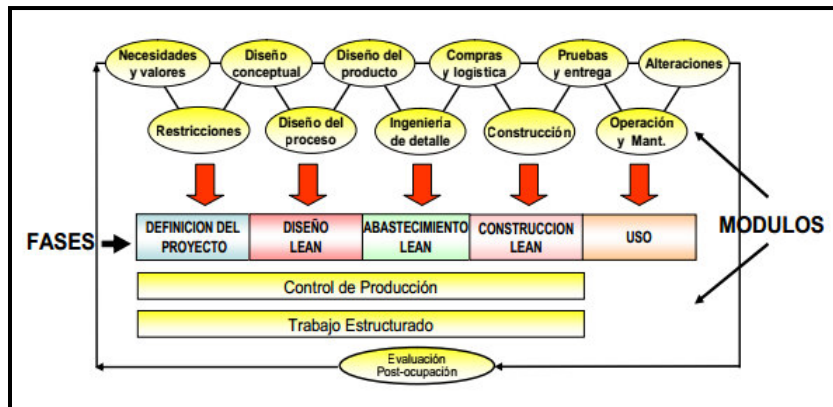 Necesidades
y valores
Diseño
conceptual
Diseño del
producto
Compras
y logistica
Pruebas
y entrega
Alteraciones
Restricciones
Diseño del
proceso
Ingenieria
de detalle
Construcción
Operación
y Mant.
FASES
DEFINICION DEL
PROYECTO
DISEÑO
LEAN
ABASTECIMIENTO
LEAN
CONSTRUCCION
LEAN
USO
MODULOS
Control de Producción
Trabajo Estructurado
Evaluación
Post-ocupación